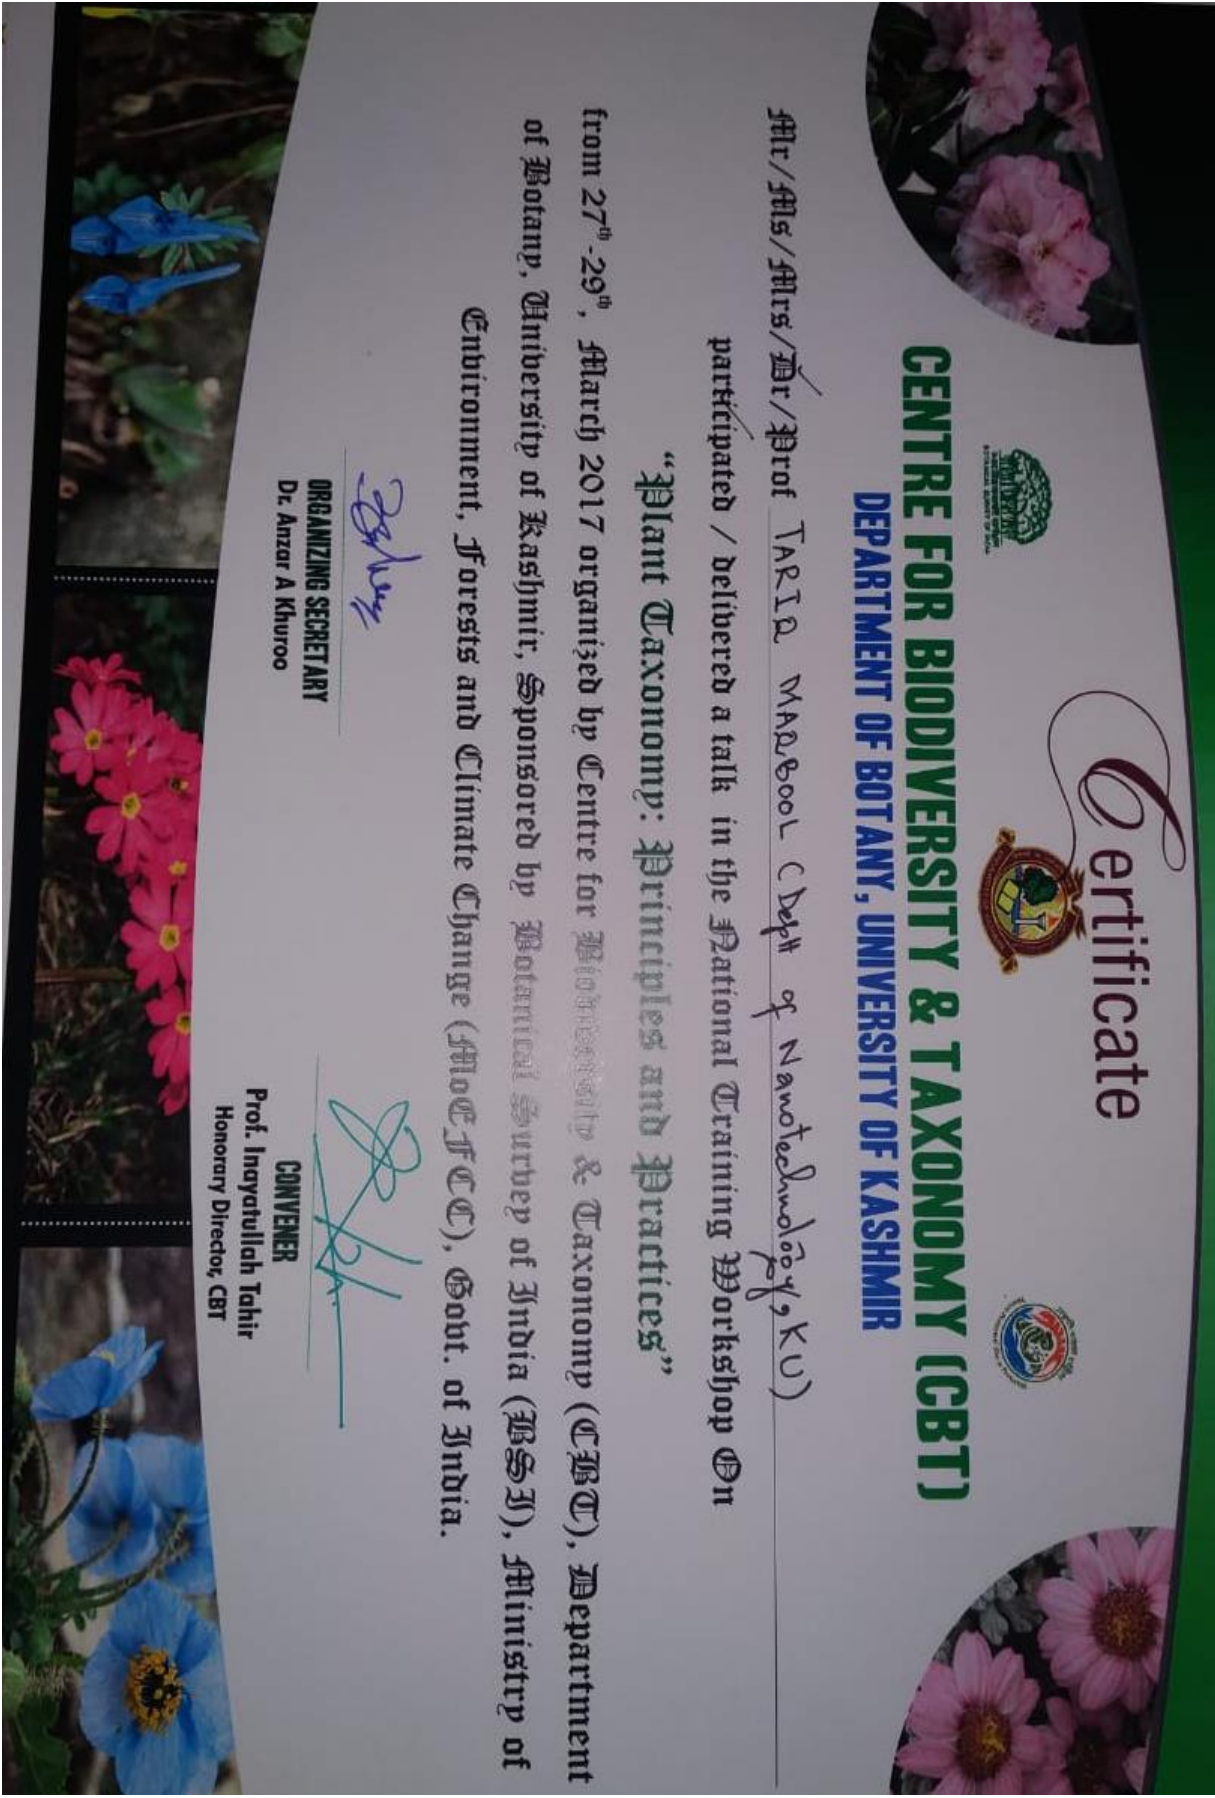 Certificate
CENTRE FOR BIODIVERSITY & TAXONOMY (CBT)
DEPARTMENT OF BOTANY, UNIVERSITY OF KASHMIR
Mr/Ms/Mrs/Dr/Prof TARIQ MAQBOOL (Deptt of Nanotechnology, KU)
participated / delivered a talk in the National Training Workshop On
“Plant Taxonomy: Principles and Practices”
from 27th -29th, March 2017 organized by Centre for Biodiversity & Taxonomy (CBT), Department
of Botany, University of Kashmir, Sponsored by Botanical Survey of India (BSI), Ministry of
Environment, Forests and Climate Change (MoEFCC), Govt. of India.
ORGANIZING SECRETARY
Dr. Anzar A Khuroo
CONVENER
Prof. Inayatullah Tahir
Honorary Director, CBT